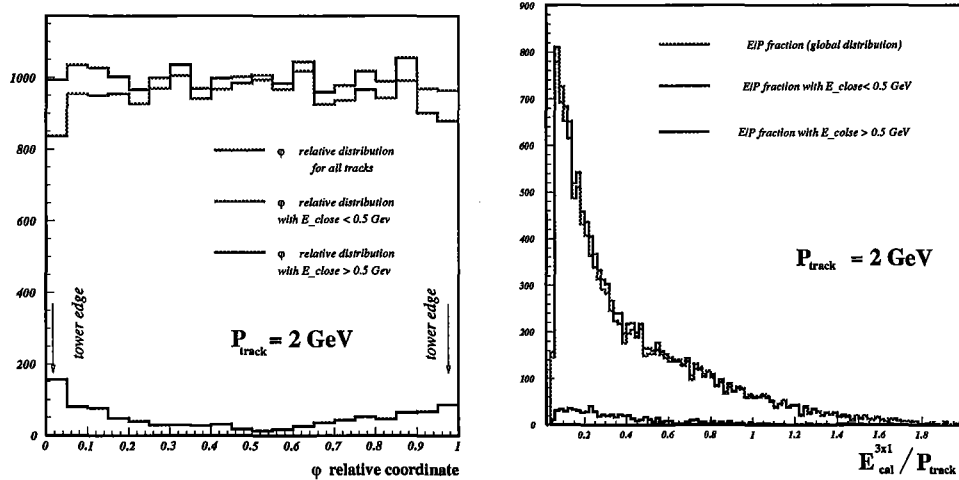 1000
800
600
400
200
0
φ relative distribution
for all tracks
φ relative distribution
with E_close < 0.5 Gev
φ relative distribution
with E_close > 0.5 Gev
tower edge
tower edge
P track = 2 GeV
0 0.1 0.2 0.3 0.4 0.5 0.6 0.7 0.8 0.9 1
φ relative coordinate
900
800
700
600
500
400
300
200
100
0
E/P fraction (global distribution)
E/P fraction with E_close< 0.5 GeV
E/P fraction with E_colse > 0.5 GeV
P track = 2 GeV
0.2 0.4 0.6 0.8 1 1.2 1.4 1.6 1.8
E cal 3x1 / P track